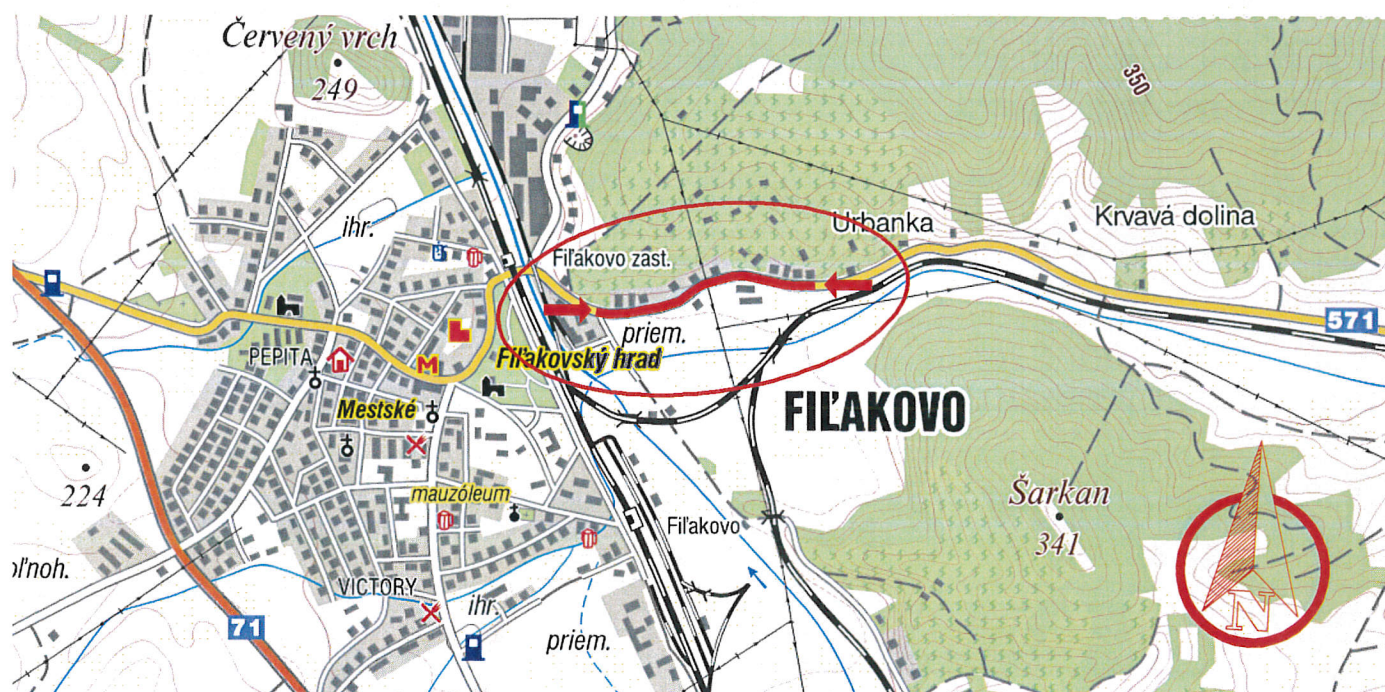 Červený vrch
249
350
ihr.
Urbanka
Krvavá dolina
Fiľakovo zast.
571
priem.
PEPITA
M
Fiľakovský hrad
FIĽAKOVO
Mestské
224
mauzóleum
Šarkan
341
Fiľakovo
oľnoh.
VICTORY
ihr.
71
priem.
N